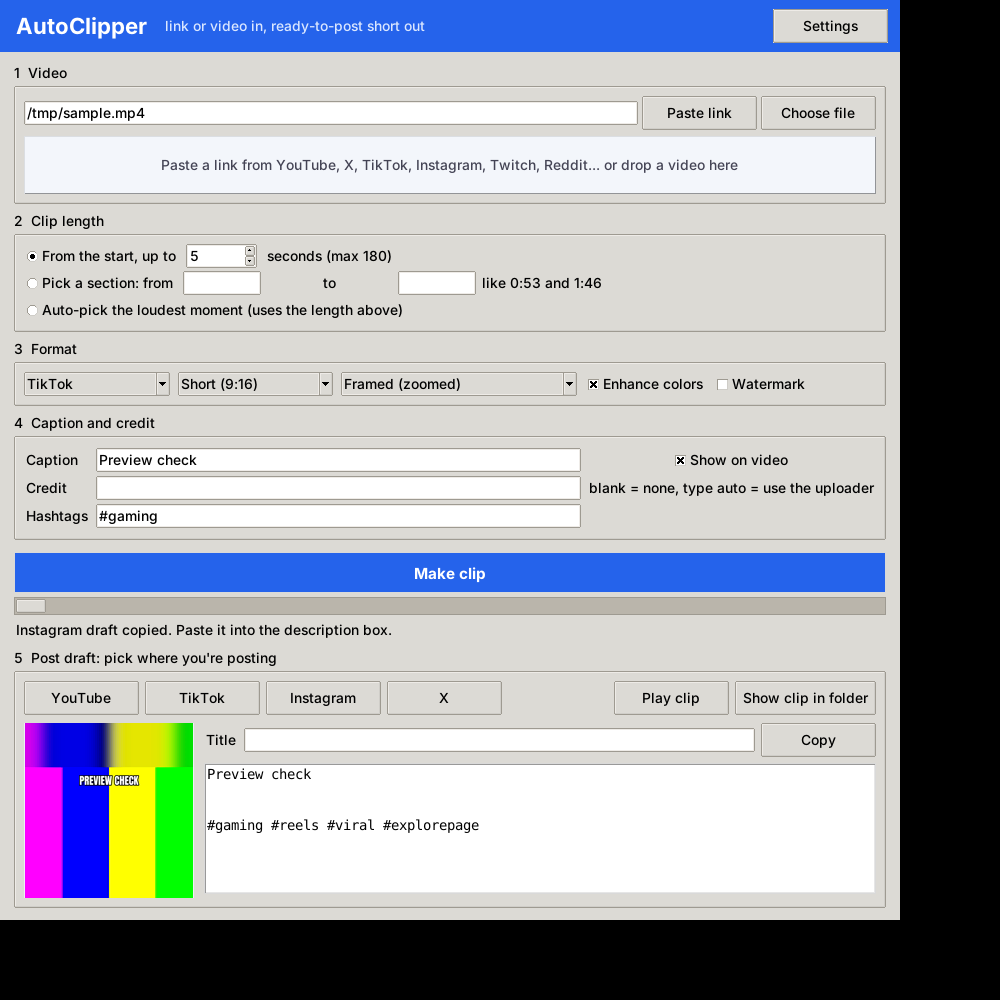 AutoClipper link or video in, ready-to-post short out Settings
1 Video
/tmp/sample.mp4 Paste link Choose file
Paste a link from YouTube, X, TikTok, Instagram, Twitch, Reddit... or drop a video here
2 Clip length
From the start, up to 5 seconds (max 180)
Pick a section: from to like 0:53 and 1:46
Auto-pick the loudest moment (uses the length above)
3 Format
TikTok Short (9:16) Framed (zoomed) Enhance colors Watermark
4 Caption and credit
Caption Preview check Show on video
Credit blank = none, type auto = use the uploader
Hashtags #gaming
Make clip
Instagram draft copied. Paste it into the description box.
5 Post draft: pick where you're posting
YouTube TikTok Instagram X Play clip Show clip in folder
Title Copy
PREVIEW CHECK
Preview check
#gaming #reels #viral #explorepage